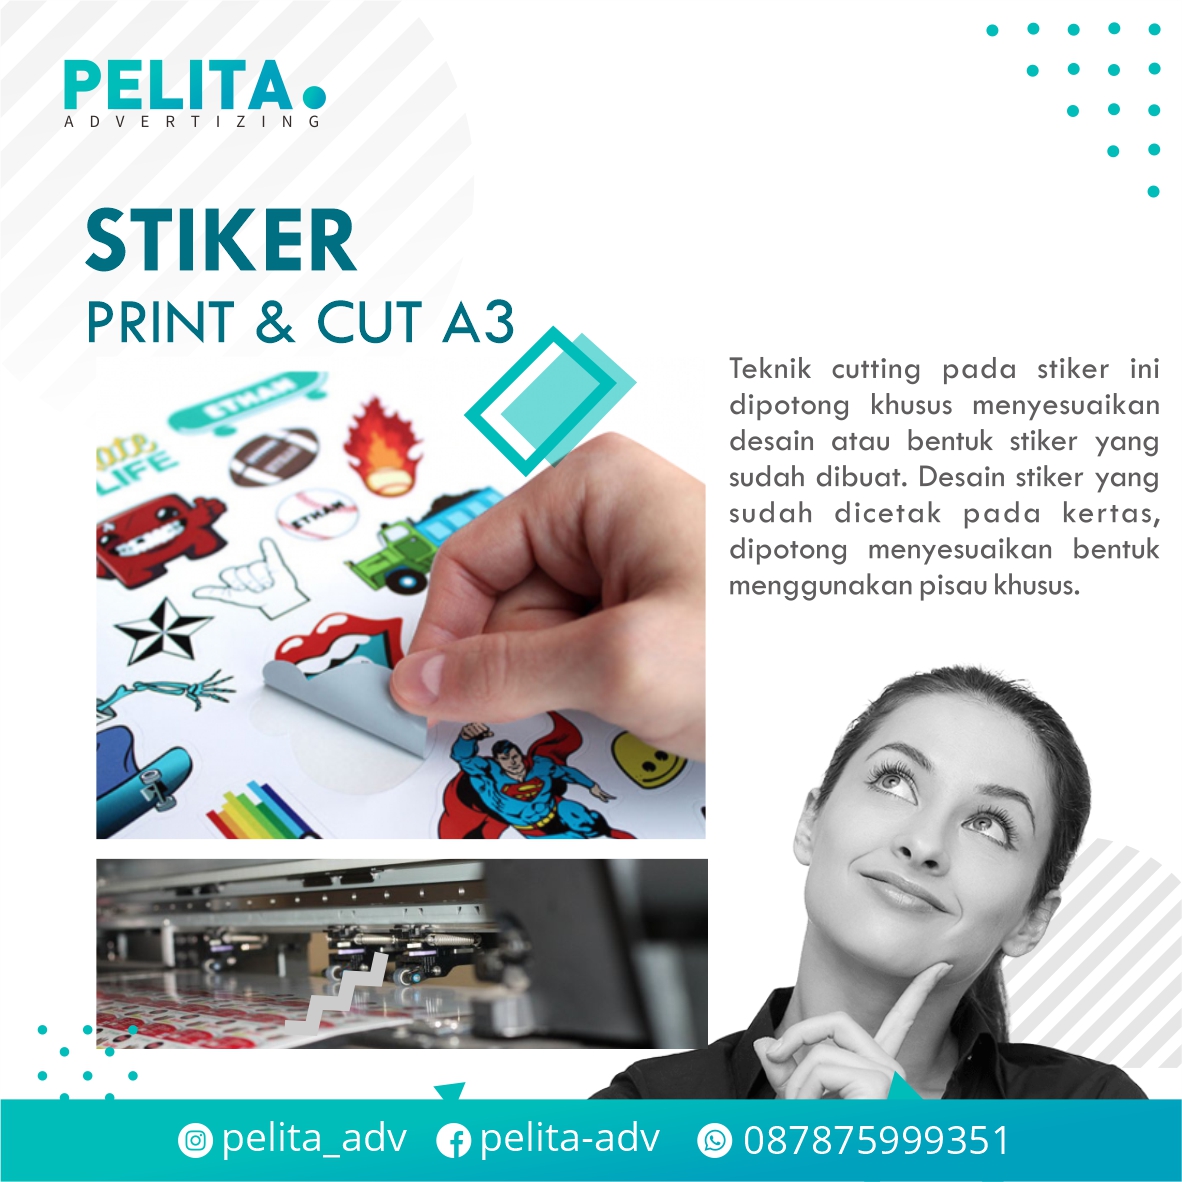 PELITA.
ADVERTIZING
STIKER
PRINT & CUT A3
Teknik cutting pada stiker ini
dipotong khusus menyesuaikan
desain atau bentuk stiker yang
sudah dibuat. Desain stiker yang
sudah dicetak pada kertas,
dipotong menyesuaikan bentuk
menggunakan pisau khusus.
ETHAN
ETHAN
ETHAN
LIFE
S
pelita_adv pelita-adv 087875999351